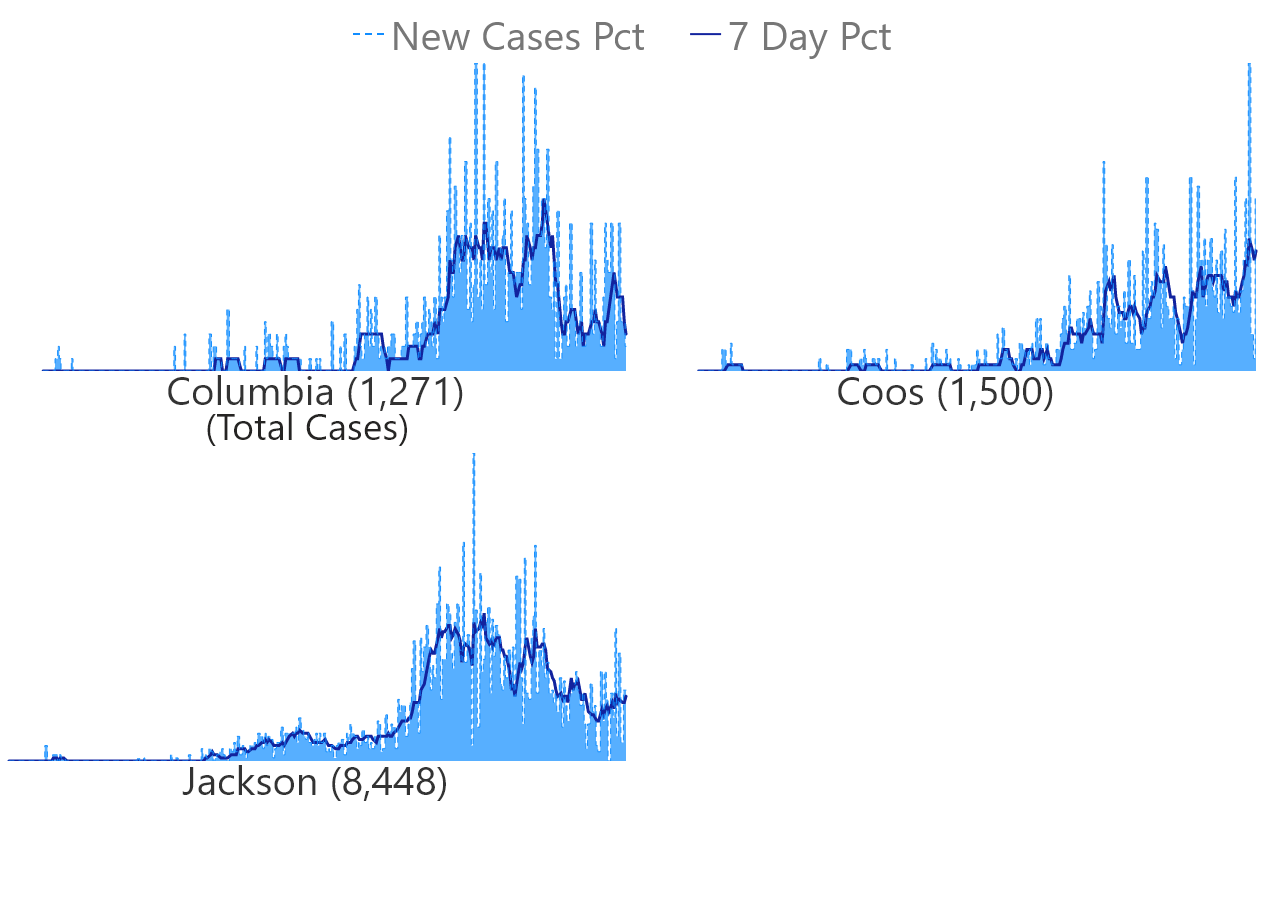 New Cases Pct 7 Day Pct
Columbia (1,271)
(Total Cases)
Coos (1,500)
Jackson (8,448)